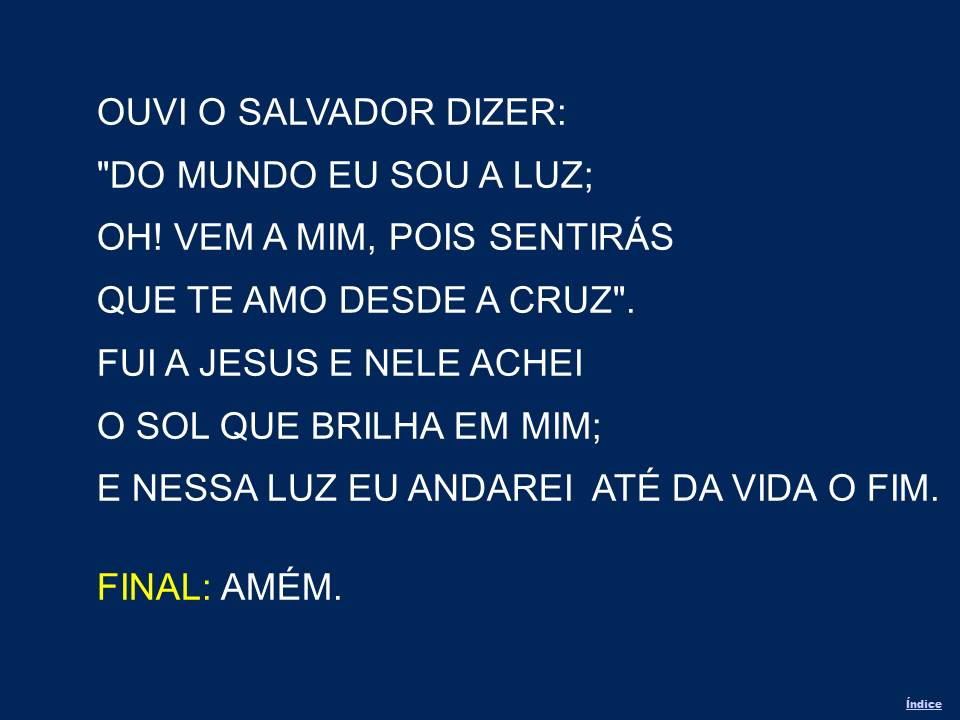 OUVI O SALVADOR DIZER:
"DO MUNDO EU SOU A LUZ;
OH! VEM A MIM, POIS SENTIRÁS
QUE TE AMO DESDE A CRUZ".
FUI A JESUS E NELE ACHEI
O SOL QUE BRILHA EM MIM;
E NESSA LUZ EU ANDAREI  ATÉ DA VIDA O FIM.
FINAL: AMÉM.
Índice